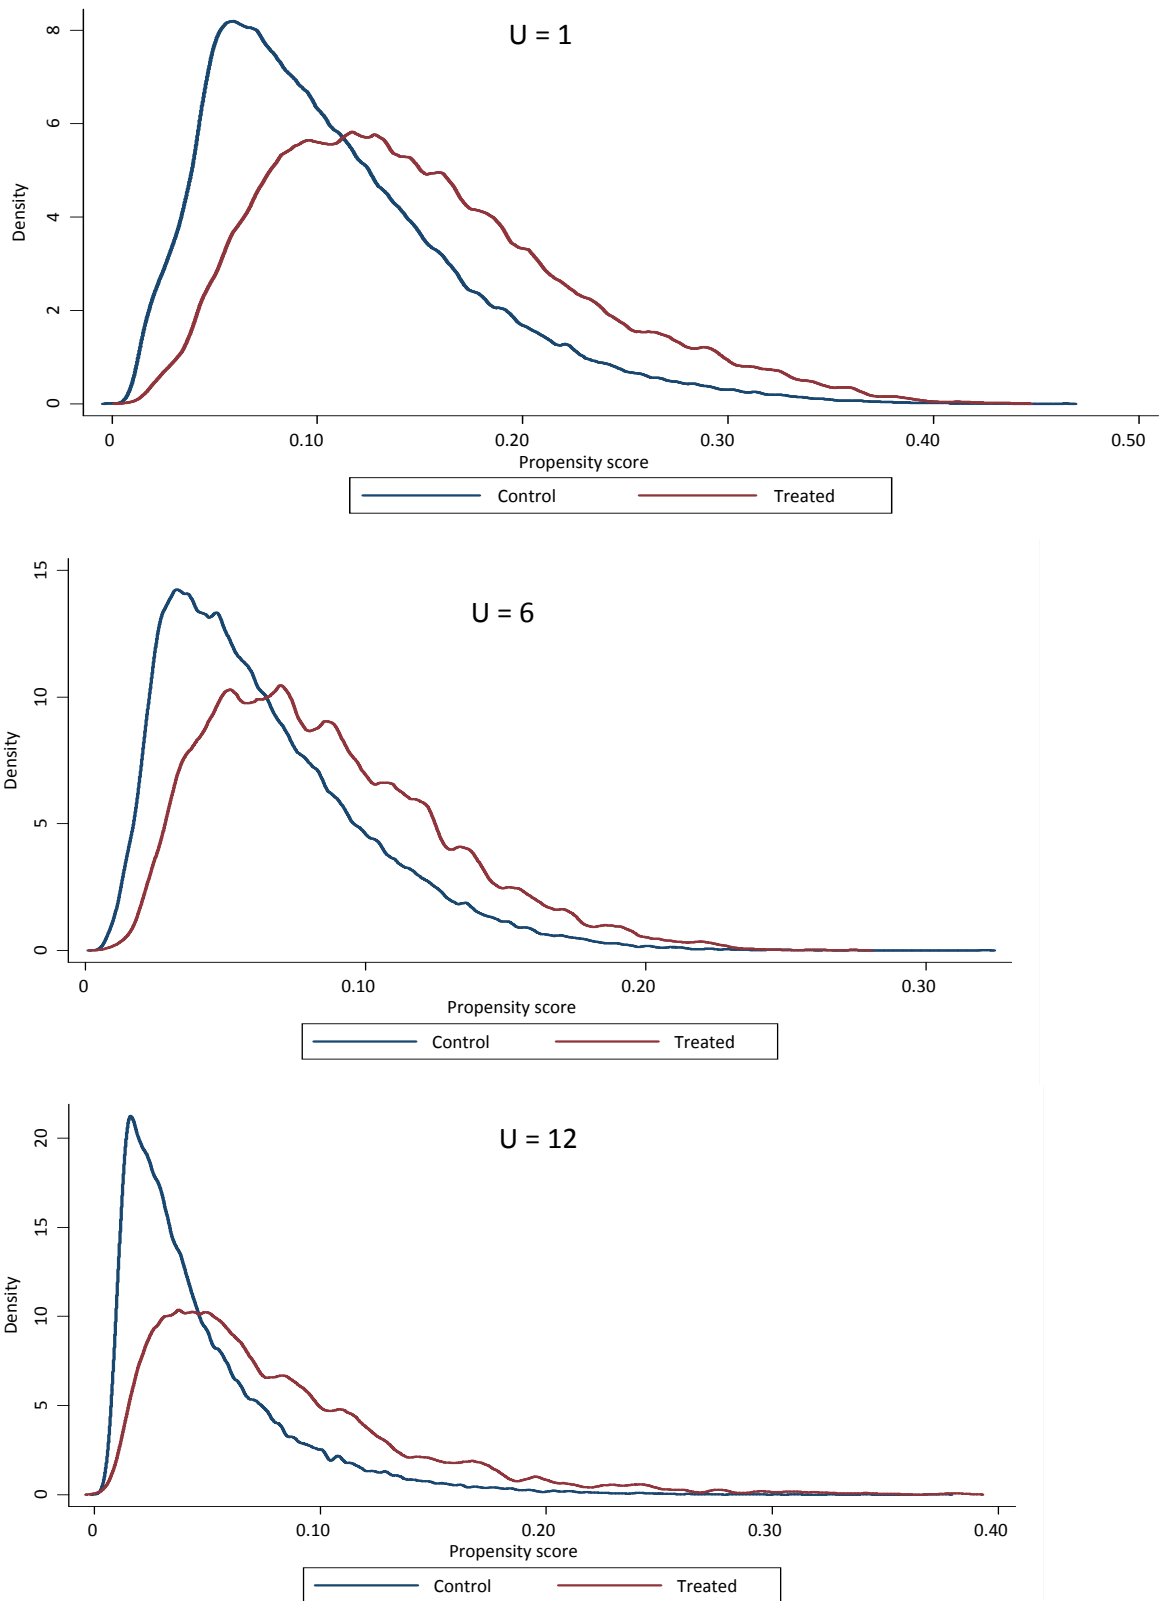 U = 1
8
6
4
2
0
Density
0 0.10 0.20 0.30 0.40 0.50
Propensity score
Control Treated
U = 6
15
10
5
0
Density
0 0.10 0.20 0.30
Propensity score
Control Treated
U = 12
20
15
10
5
0
Density
0 0.10 0.20 0.30 0.40
Propensity score
Control Treated